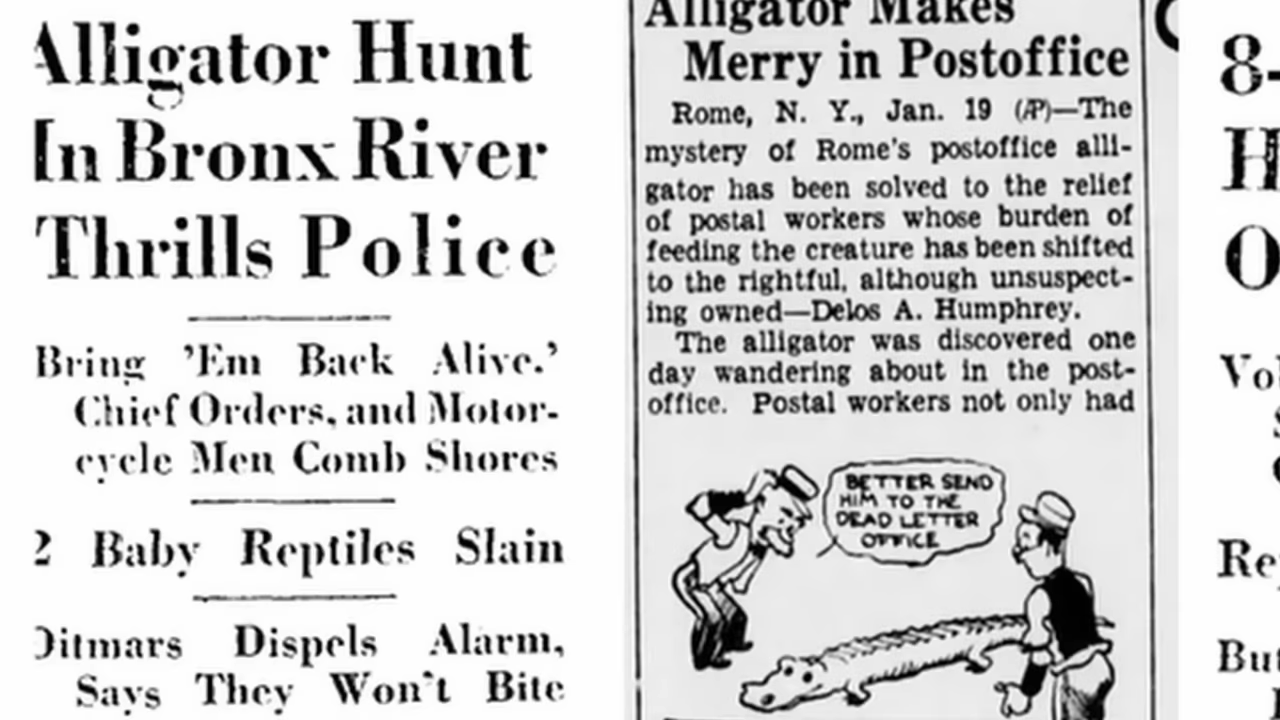 Alligator Hunt
In Bronx River
Thrills Police
Bring 'Em Back Alive.'
Chief Orders, and Motor-
cycle Men Comb Shores
2 Baby Reptiles Slain
Ditmars Dispels Alarm,
Says They Won't Bite
Alligator Makes
Merry in Postoffice
Rome, N. Y., Jan. 19 (AP)—The
mystery of Rome's postoffice alli-
gator has been solved to the relief
of postal workers whose burden of
feeding the creature has been shifted
to the rightful, although unsuspect-
ing owned—Delos A. Humphrey.
The alligator was discovered one
day wandering about in the post-
office. Postal workers not only had
BETTER SEND
HIM TO THE
DEAD LETTER
OFFICE
8-
H
O
Vo
Re
But